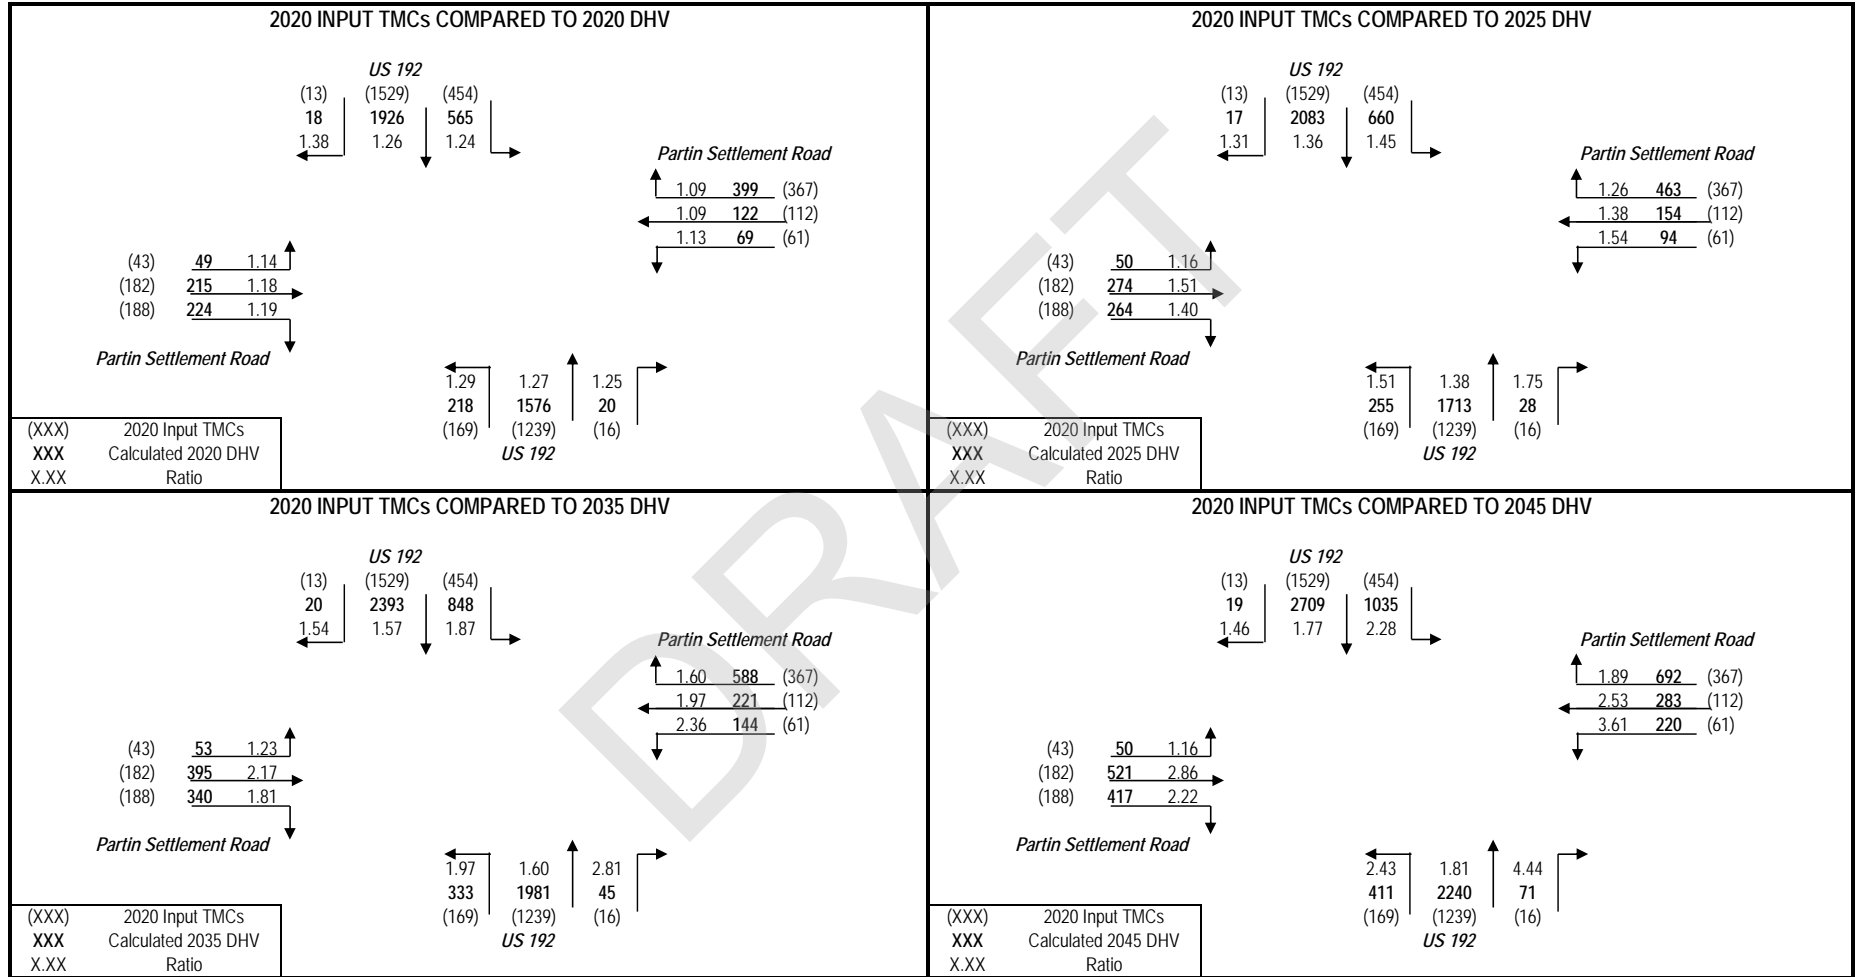 2020 INPUT TMCs COMPARED TO 2020 DHV
US 192
(13) (1529) (454)
18 1926 565
1.38 1.26 1.24
Partin Settlement Road
1.09 399 (367)
1.09 122 (112)
1.13 69 (61)
(43) 49 1.14
(182) 215 1.18
(188) 224 1.19
Partin Settlement Road
1.29 1.27 1.25
218 1576 20
(169) (1239) (16)
US 192
(XXX) 2020 Input TMCs
XXX Calculated 2020 DHV
X.XX Ratio
2020 INPUT TMCs COMPARED TO 2025 DHV
US 192
(13) (1529) (454)
17 2083 660
1.31 1.36 1.45
Partin Settlement Road
1.26 463 (367)
1.38 154 (112)
1.54 94 (61)
(43) 50 1.16
(182) 274 1.51
(188) 264 1.40
Partin Settlement Road
1.51 1.38 1.75
255 1713 28
(169) (1239) (16)
US 192
(XXX) 2020 Input TMCs
XXX Calculated 2025 DHV
X.XX Ratio
2020 INPUT TMCs COMPARED TO 2035 DHV
US 192
(13) (1529) (454)
20 2393 848
1.54 1.57 1.87
Partin Settlement Road
1.60 588 (367)
1.97 221 (112)
2.36 144 (61)
(43) 53 1.23
(182) 395 2.17
(188) 340 1.81
Partin Settlement Road
1.97 1.60 2.81
333 1981 45
(169) (1239) (16)
US 192
(XXX) 2020 Input TMCs
XXX Calculated 2035 DHV
X.XX Ratio
2020 INPUT TMCs COMPARED TO 2045 DHV
US 192
(13) (1529) (454)
19 2709 1035
1.46 1.77 2.28
Partin Settlement Road
1.89 692 (367)
2.53 283 (112)
3.61 220 (61)
(43) 50 1.16
(182) 521 2.86
(188) 417 2.22
Partin Settlement Road
2.43 1.81 4.44
411 2240 71
(169) (1239) (16)
US 192
(XXX) 2020 Input TMCs
XXX Calculated 2045 DHV
X.XX Ratio
DRAFT